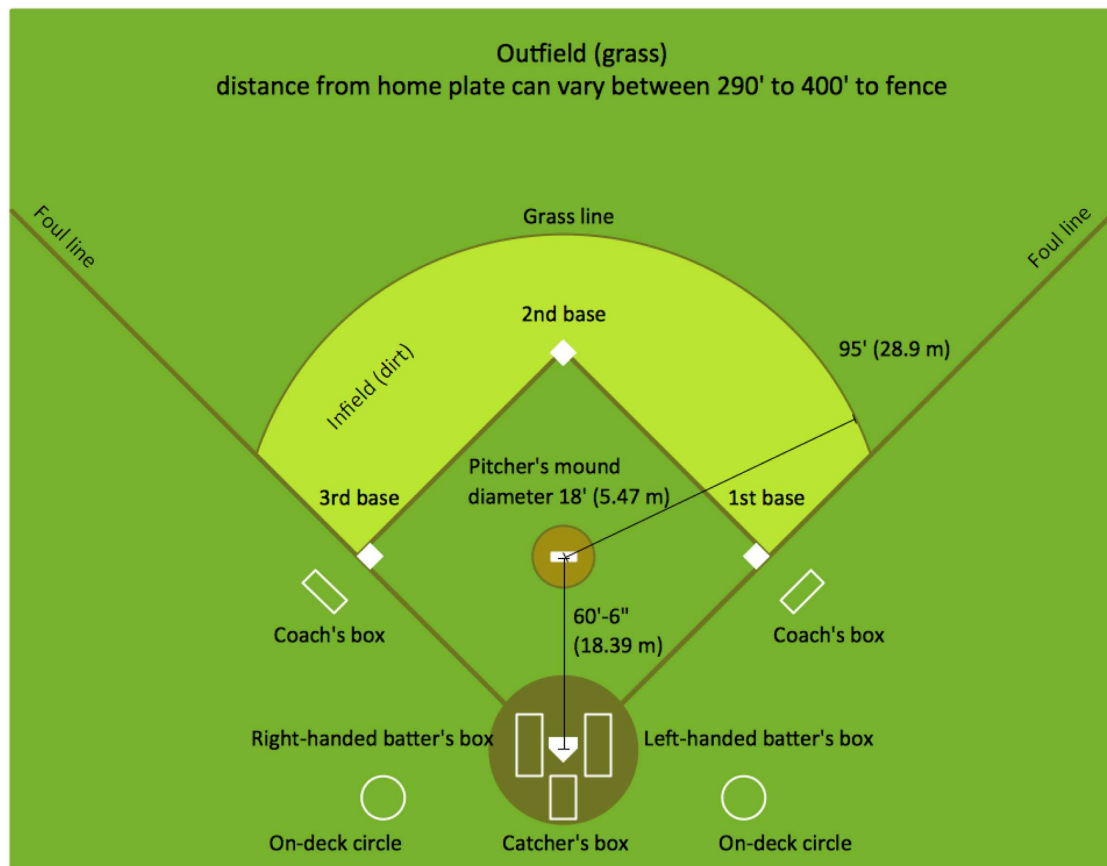 Outfield (grass)
distance from home plate can vary between 290' to 400' to fence
Foul line
Grass line
Foul line
2nd base
Infield (dirt)
95' (28.9 m)
Pitcher's mound
diameter 18' (5.47 m)
3rd base
1st base
60'-6"
(18.39 m)
Coach's box
Coach's box
Right-handed batter's box
Left-handed batter's box
On-deck circle
Catcher's box
On-deck circle